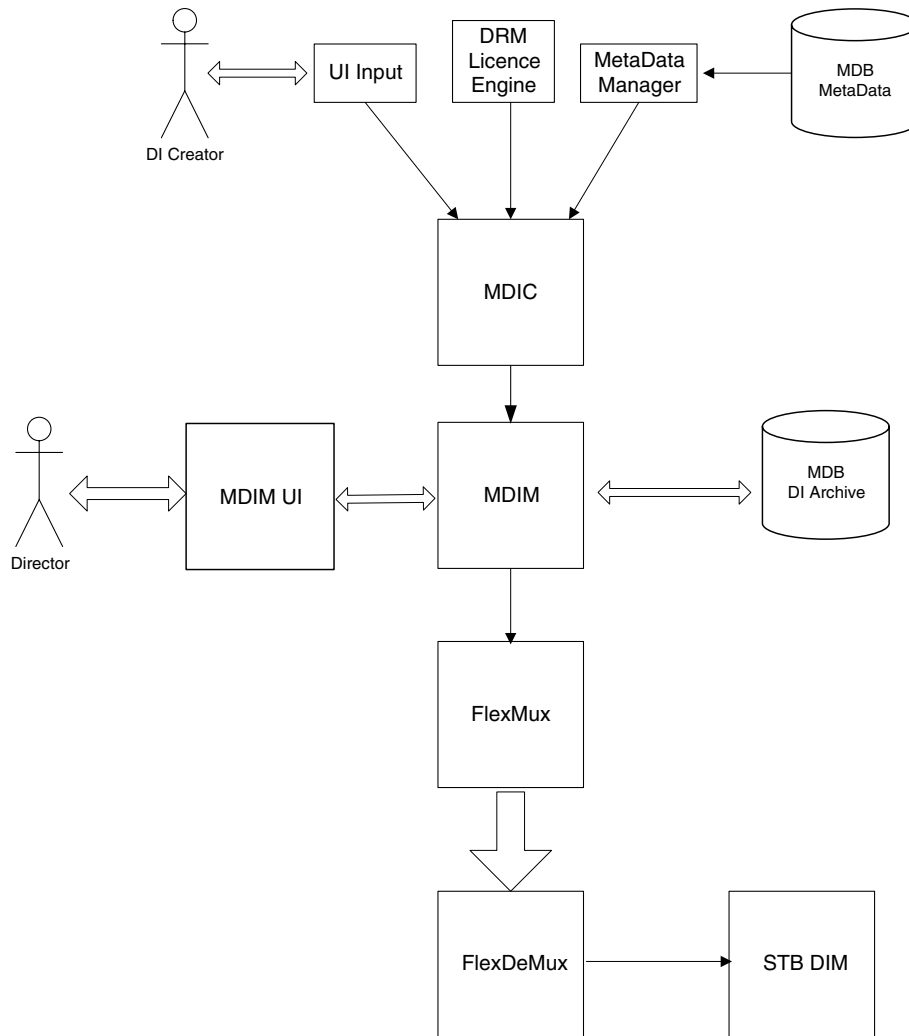 DRM
Licence
Engine
UI Input
MetaData
Manager
MDB
MetaData
DI Creator
MDIC
MDIM UI
MDIM
MDB
DI Archive
Director
FlexMux
FlexDeMux
STB DIM